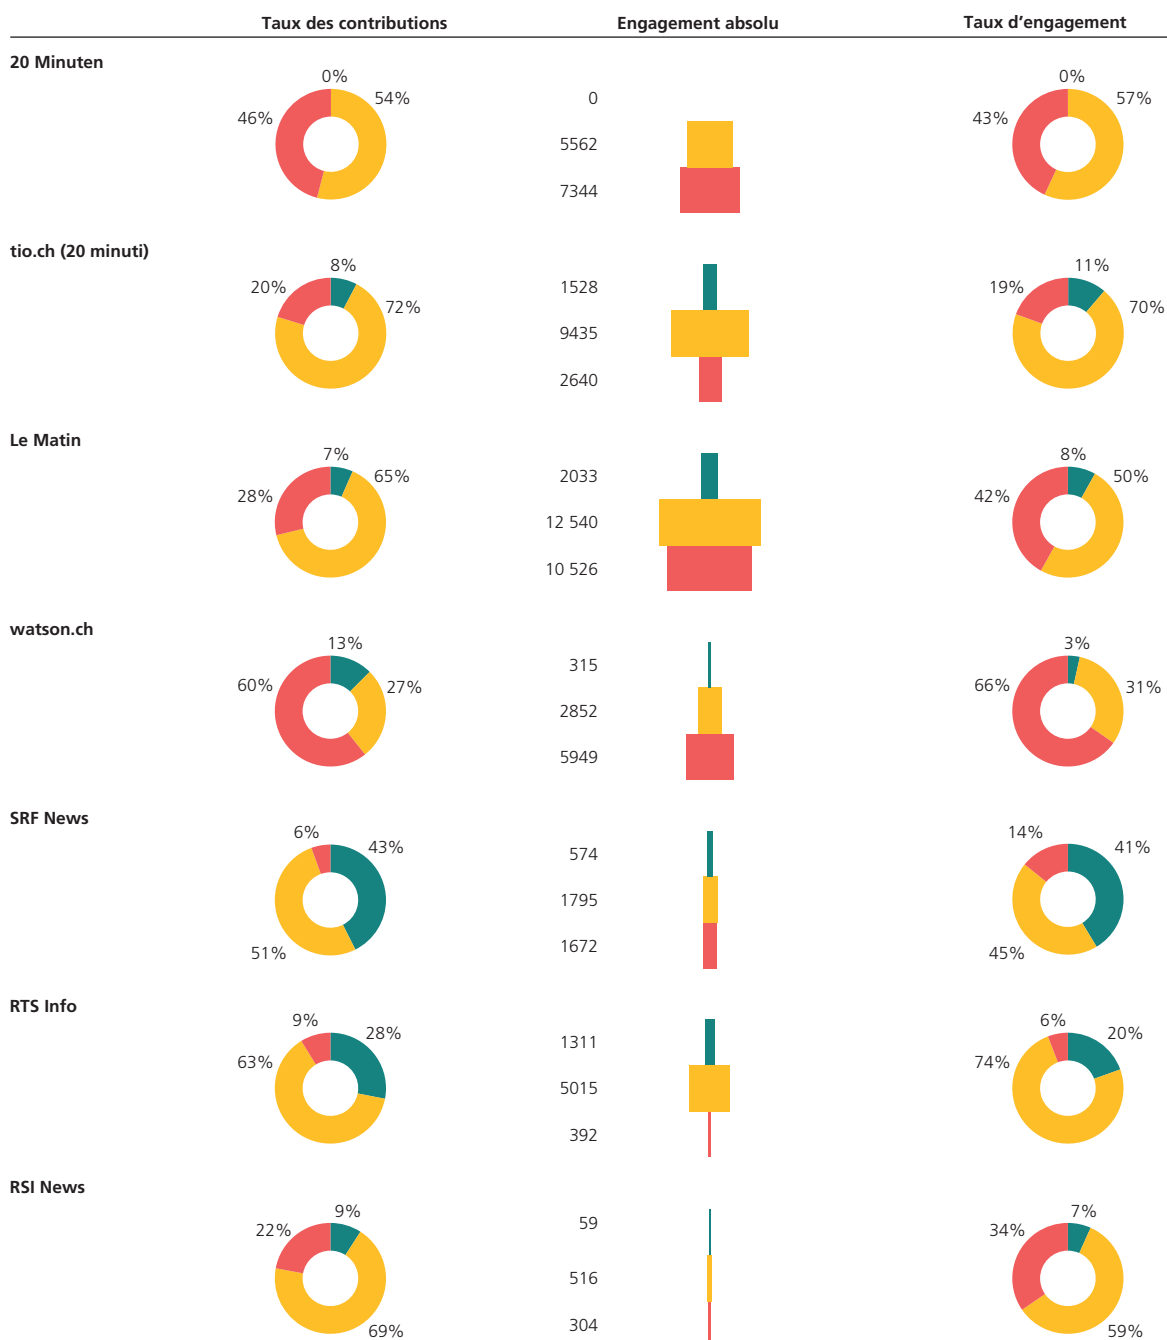 Taux des contributions Engagement absolu Taux d’engagement
20 Minuten
0% 0 0%
54% 57%
46% 5562 43%
7344
tio.ch (20 minuti)
8% 1528 11%
20% 19%
72% 9435 70%
2640
Le Matin
7% 2033 8%
65% 50%
28% 12 540 42%
10 526
watson.ch
13% 315 3%
60% 66%
27% 2852 31%
5949
SRF News
6% 574 14%
43% 41%
51% 1795 45%
1672
RTS Info
9% 1311 6%
28% 20%
63% 5015 74%
392
RSI News
9% 59 7%
22% 34%
516
69% 304 59%